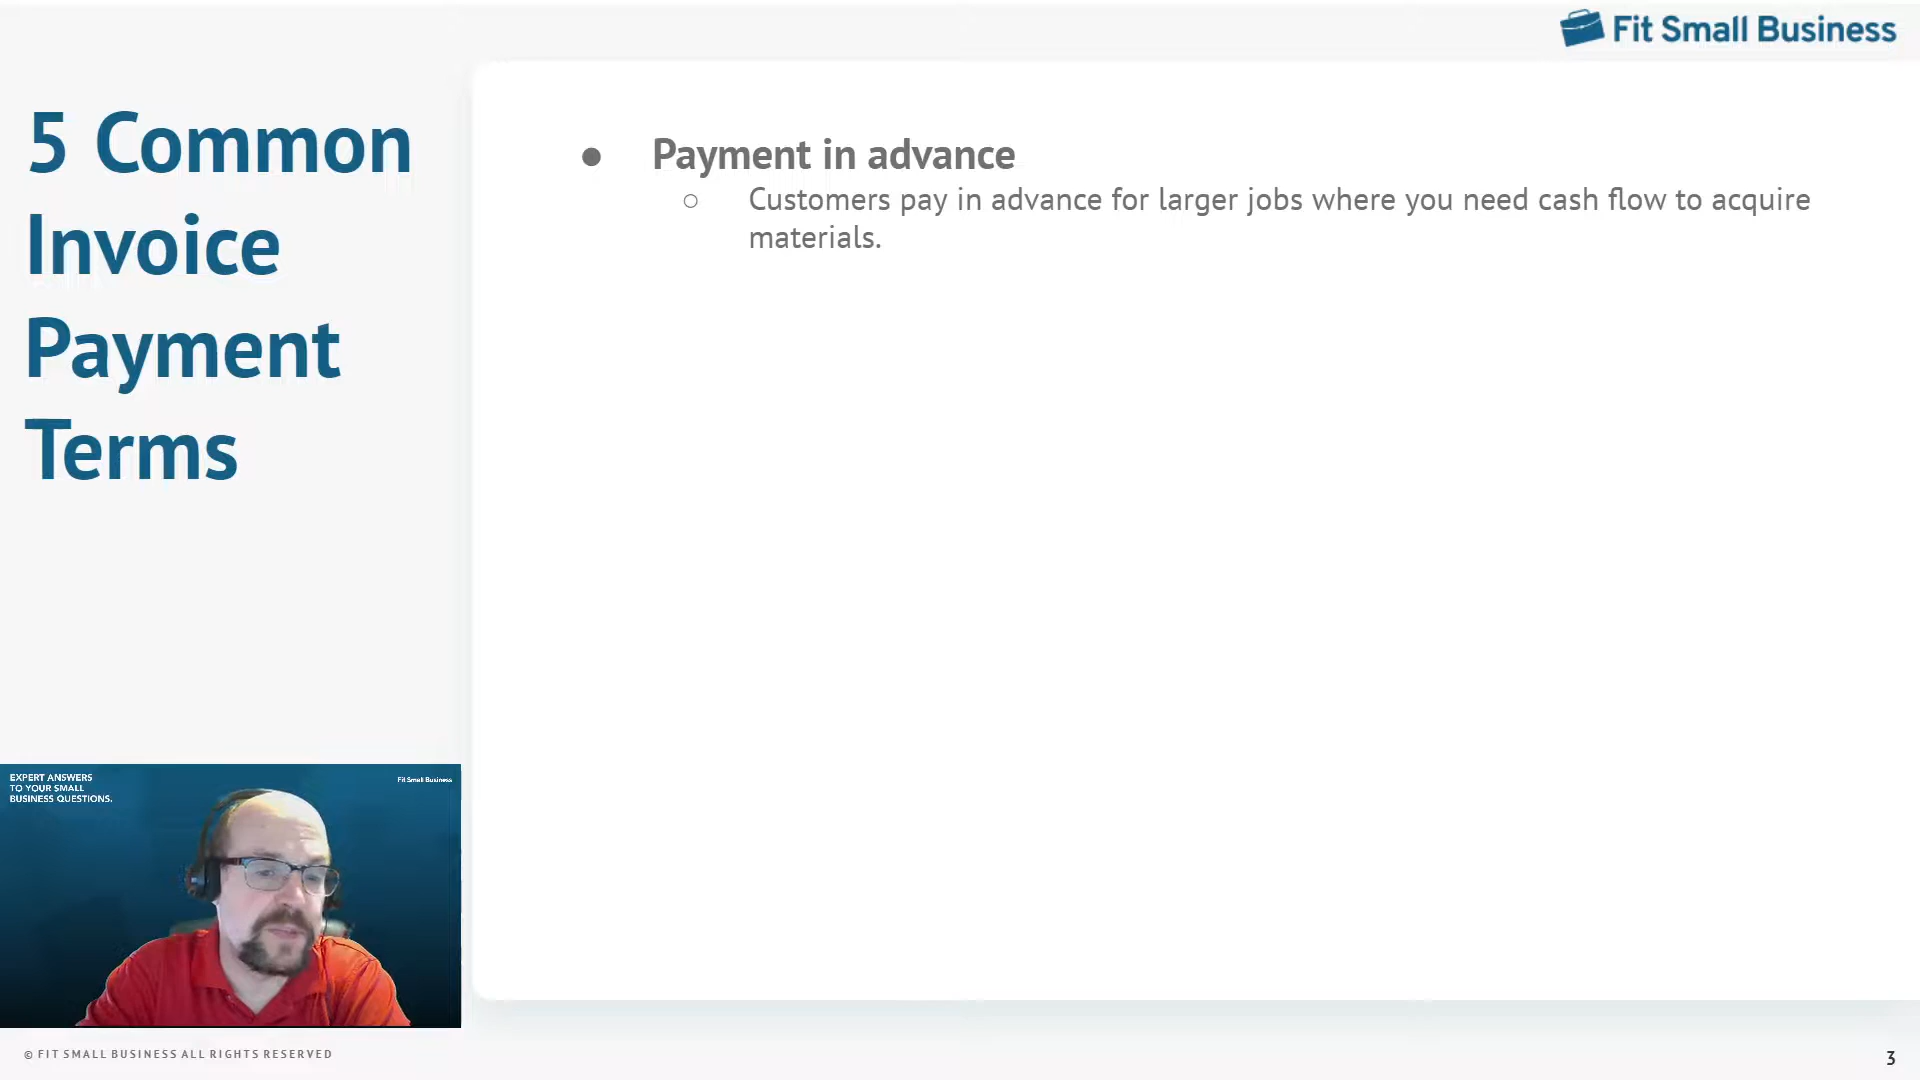 Fit Small Business
5 Common
Invoice
Payment
Terms
● Payment in advance
○ Customers pay in advance for larger jobs where you need cash flow to acquire
materials.
EXPERT ANSWERS
TO YOUR SMALL
BUSINESS QUESTIONS.
Fit Small Business
© FIT SMALL BUSINESS ALL RIGHTS RESERVED
3